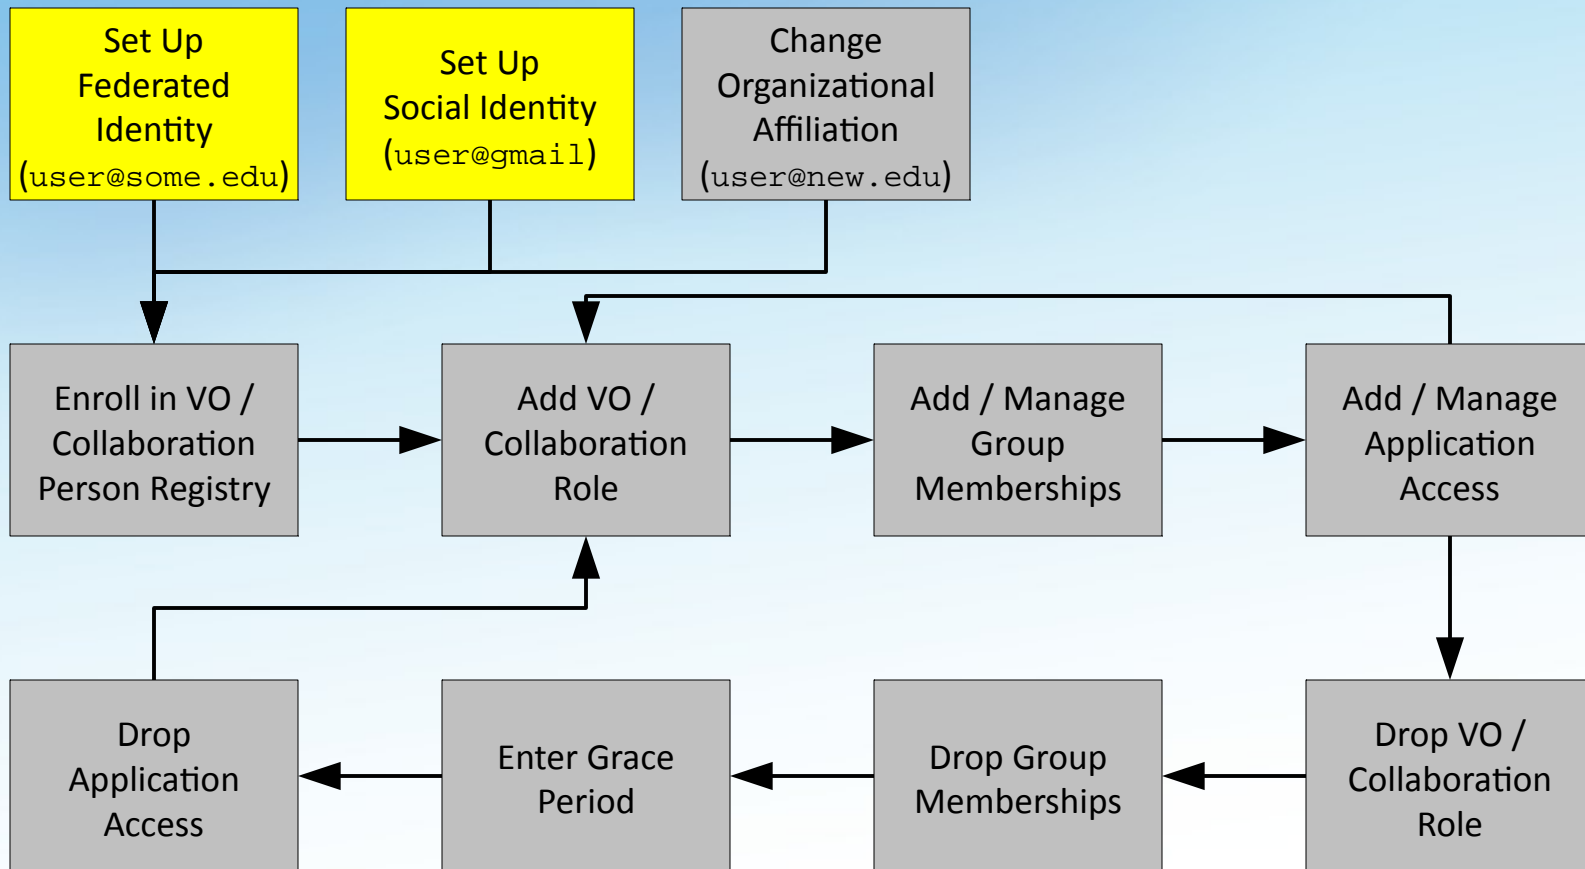 Set Up
Federated
Identity
(user@some.edu)
Set Up
Social Identity
(user@gmail)
Change
Organizational
Affiliation
(user@new.edu)
Enroll in VO /
Collaboration
Person Registry
Add VO /
Collaboration
Role
Add / Manage
Group
Memberships
Add / Manage
Application
Access
Drop
Application
Access
Enter Grace
Period
Drop Group
Memberships
Drop VO /
Collaboration
Role